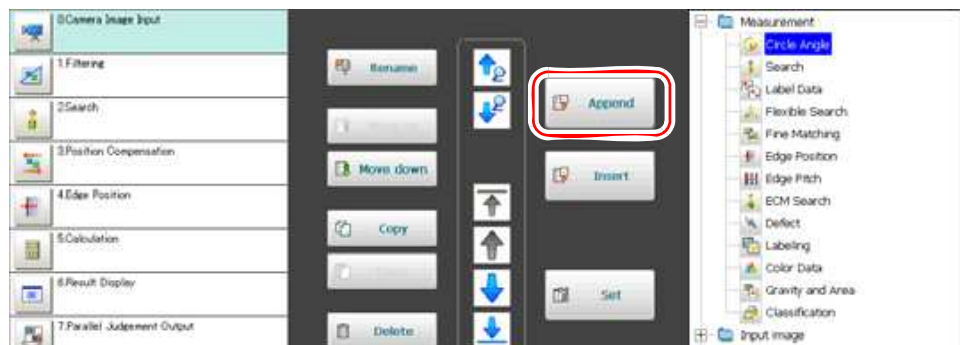 0.Camera Image Input
1.Filtering
2.Search
3.Position Compensation
4.Edge Position
5.Calculation
6.Result Display
7.Parallel Judgement Output
Rename
Move down
Copy
Delete
Append
Insert
Set
Measurement
Circle Angle
Search
Label Data
Flexible Search
Fine Matching
Edge Position
Edge Pitch
ECM Search
Defect
Labeling
Color Data
Gravity and Area
Classification
Input image